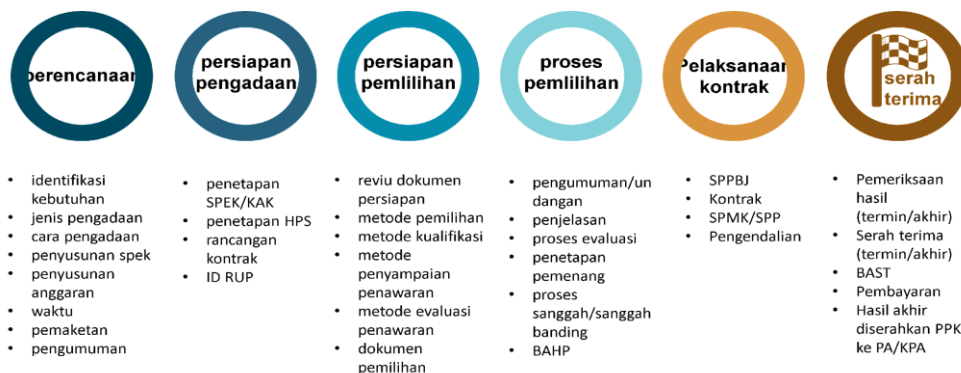 perencanaan
persiapan
pengadaan
persiapan
pemlilihan
proses
pemlilihan
Pelaksanaan
kontrak
serah
terima
• identifikasi
kebutuhan
• jenis pengadaan
• cara pengadaan
• penyusunan spek
• penyusunan
anggaran
• waktu
• pemaketan
• pengumuman
• penetapan
SPEK/KAK
• penetapan HPS
• rancangan
kontrak
• ID RUP
• reviu dokumen
persiapan
• metode pemilihan
• metode kualifikasi
• metode
penyampaian
penawaran
• metode evaluasi
penawaran
• dokumen
pemilihan
• pengumuman/un
dangan
• penjelasan
• proses evaluasi
• penetapan
pemenang
• proses
sanggah/sanggah
banding
• BAHP
• SPPBJ
• Kontrak
• SPMK/SPP
• Pengendalian
• Pemeriksaan
hasil
(termin/akhir)
• Serah terima
(termin/akhir)
• BAST
• Pembayaran
• Hasil akhir
diserahkan PPK
ke PA/KPA